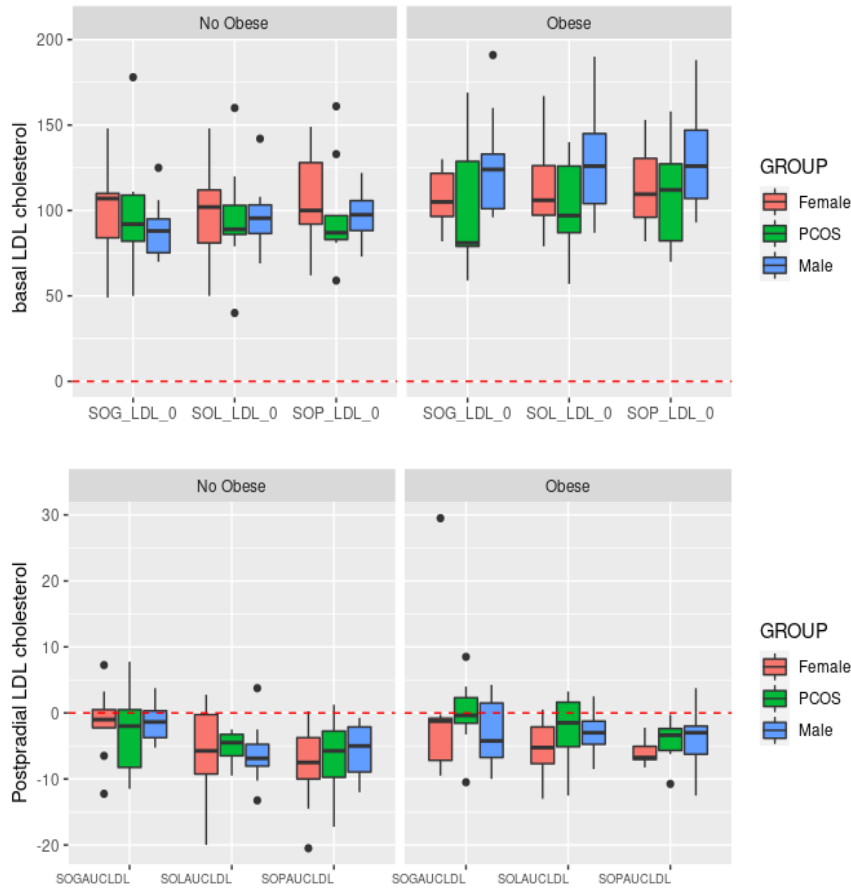 No Obese
Obese
200
150
100
50
0
basal LDL cholesterol
SOG_LDL_0
SOL_LDL_0
SOP_LDL_0
SOG_LDL_0
SOL_LDL_0
SOP_LDL_0
GROUP
Female
PCOS
Male
No Obese
Obese
30
20
10
0
-10
-20
Postpradial LDL cholesterol
SOGAUCLDL
SOLAUCLDL
SOPAUCLDL
SOGAUCLDL
SOLAUCLDL
SOPAUCLDL
GROUP
Female
PCOS
Male